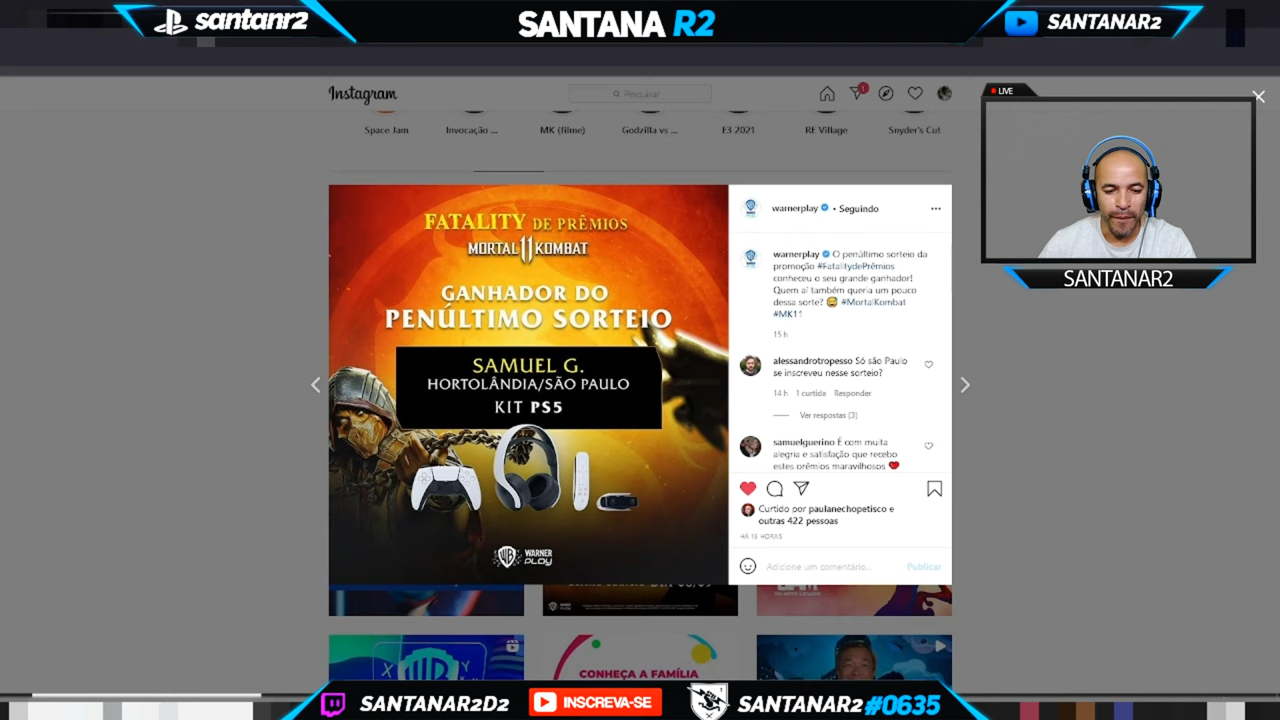 santanr2
SANTANA R2
SANTANAR2
Instagram
Pesquisar
1
LIVE
Space Jam
Invocação ...
MK (filme)
Godzilla vs ...
E3 2021
RE Village
Snyder's Cut
SANTANAR2
FATALITY DE PRÊMIOS
MORTAL KOMBAT 11
GANHADOR DO
PENÚLTIMO SORTEIO
SAMUEL G.
HORTOLÂNDIA/SÃO PAULO
KIT PS5
WARNER
PLAY
warnerplay • Seguindo
warnerplay O penúltimo sorteio da
promoção #FatalitydePrêmios
conheceu o seu grande ganhador!
Quem aí também queria um pouco
dessa sorte? 😅 #MortalKombat
#MK11
15 h
alessandrotropesso Só são Paulo
se inscreveu nesse sorteio?
14 h 1 curtida Responder
Ver respostas (3)
samuelguerino É com muita
alegria e satisfação que recebo
estes prêmios maravilhosos ❤
Curtido por paulanechopetisco e
outras 422 pessoas
HÁ 15 HORAS
Adicione um comentário...
Publicar
CONHEÇA A FAMÍLIA
SANTANAR2D2
INSCREVA-SE
SANTANAR2#0635